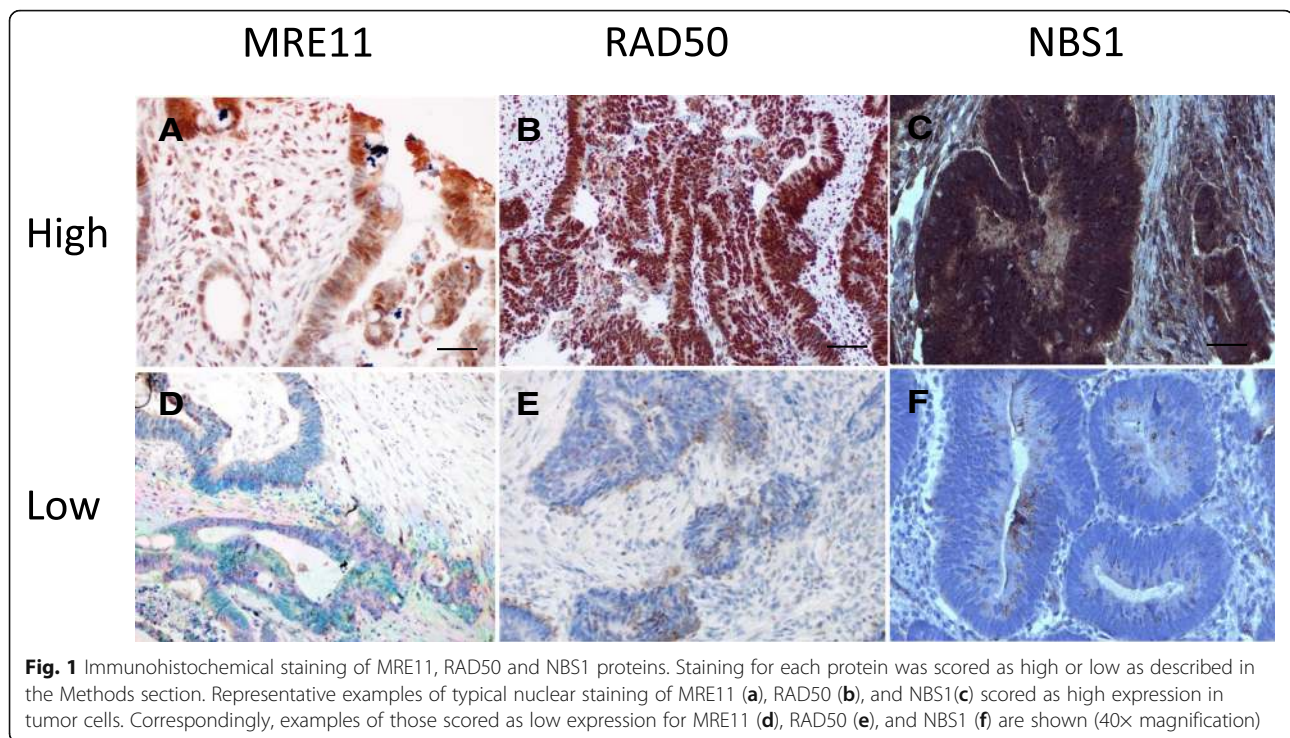 MRE11 RAD50 NBS1
High
A B C
Low
D E F
Fig. 1 Immunohistochemical staining of MRE11, RAD50 and NBS1 proteins. Staining for each protein was scored as high or low as described in
the Methods section. Representative examples of typical nuclear staining of MRE11 (a), RAD50 (b), and NBS1(c) scored as high expression in
tumor cells. Correspondingly, examples of those scored as low expression for MRE11 (d), RAD50 (e), and NBS1 (f) are shown (40× magnification)